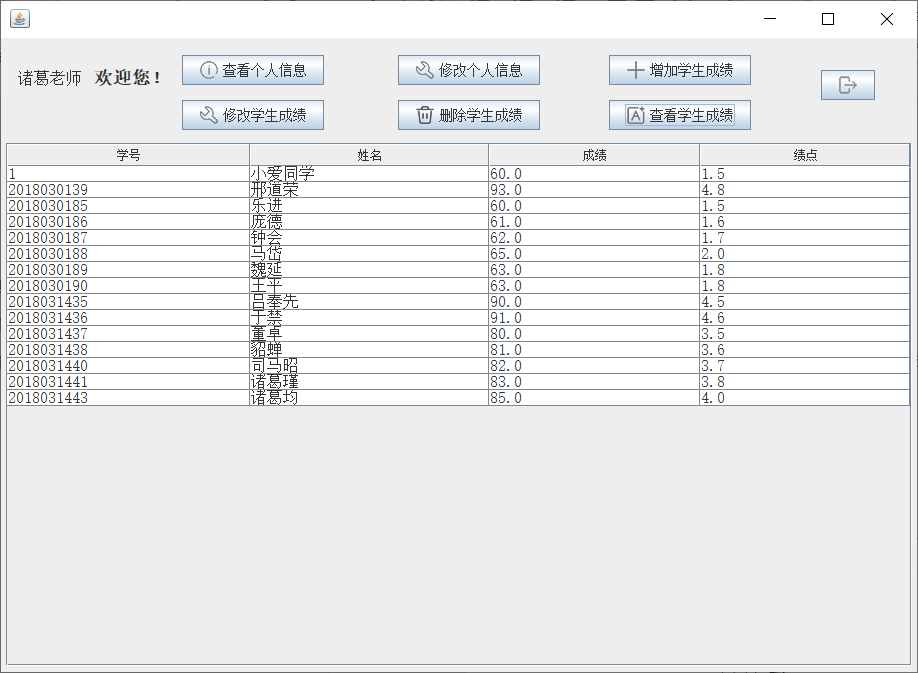 诸葛老师 欢迎您！ 查看个人信息 修改个人信息 增加学生成绩
修改学生成绩 删除学生成绩 查看学生成绩
学号 姓名 成绩 绩点
1 小爱同学 60.0 1.5
2018030139 邢道荣 93.0 4.8
2018030185 乐进 60.0 1.5
2018030186 庞德 61.0 1.6
2018030187 钟会 62.0 1.7
2018030188 马岱 65.0 2.0
2018030189 魏延 63.0 1.8
2018030190 王平 63.0 1.8
2018031435 吕奉先 90.0 4.5
2018031436 于禁 91.0 4.6
2018031437 董卓 80.0 3.5
2018031438 貂蝉 81.0 3.6
2018031440 司马昭 82.0 3.7
2018031441 诸葛瑾 83.0 3.8
2018031443 诸葛均 85.0 4.0